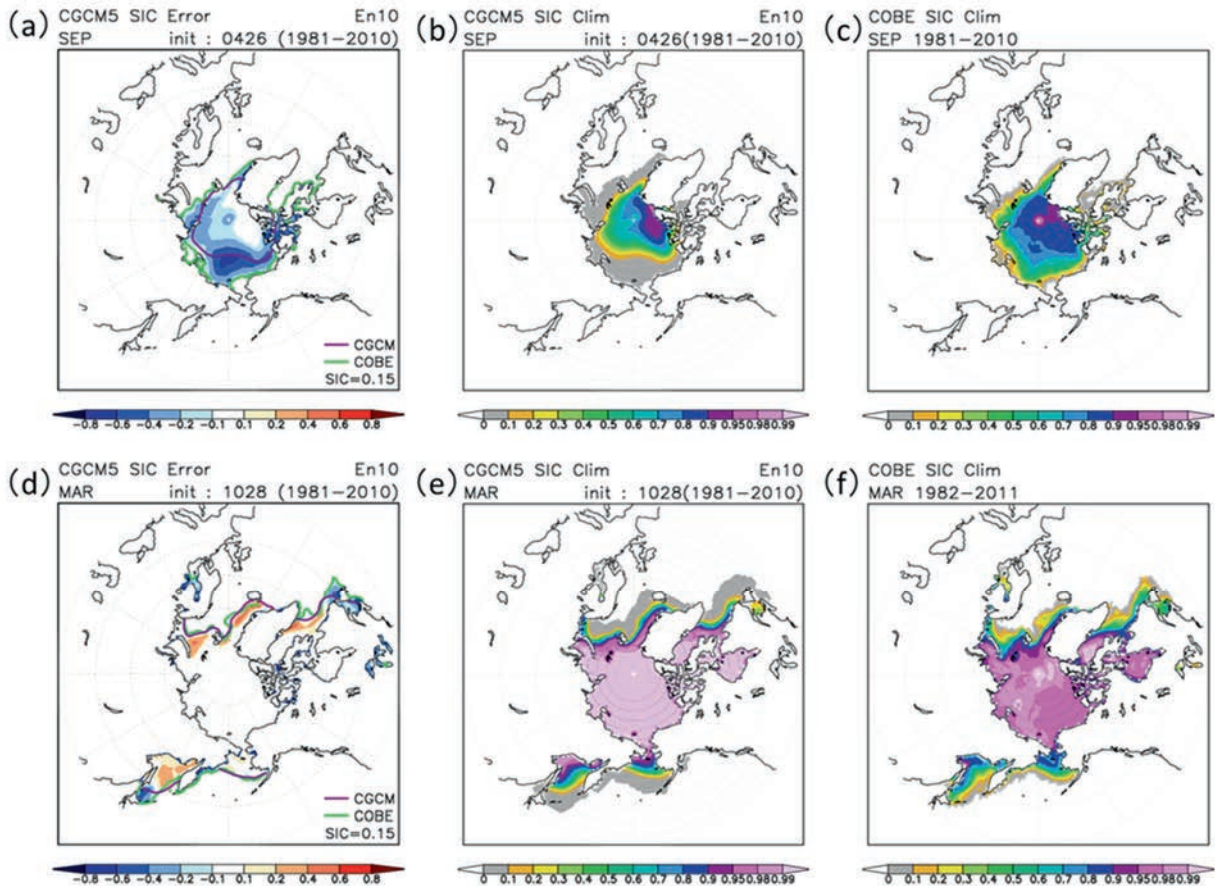 (a) CGCM5 SIC Error En10
SEP init : 0426 (1981−2010)
CGCM
COBE
SIC=0.15
−0.8 −0.6 −0.4 −0.2 −0.1 0.1 0.2 0.4 0.6 0.8
(b) CGCM5 SIC Clim En10
SEP init : 0426(1981−2010)
0 0.1 0.2 0.3 0.4 0.5 0.6 0.7 0.8 0.9 0.95 0.98 0.99
(c) COBE SIC Clim
SEP 1981−2010
0 0.1 0.2 0.3 0.4 0.5 0.6 0.7 0.8 0.9 0.95 0.98 0.99
(d) CGCM5 SIC Error En10
MAR init : 1028 (1981−2010)
CGCM
COBE
SIC=0.15
−0.8 −0.6 −0.4 −0.2 −0.1 0.1 0.2 0.4 0.6 0.8
(e) CGCM5 SIC Clim En10
MAR init : 1028(1981−2010)
0 0.1 0.2 0.3 0.4 0.5 0.6 0.7 0.8 0.9 0.95 0.98 0.99
(f) COBE SIC Clim
MAR 1982−2011
0 0.1 0.2 0.3 0.4 0.5 0.6 0.7 0.8 0.9 0.95 0.98 0.99